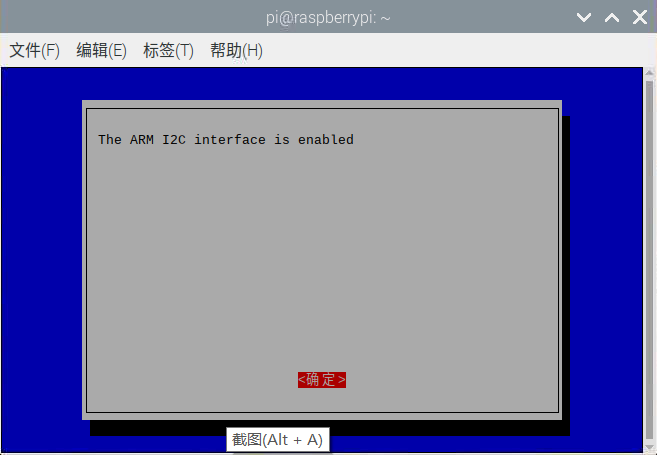 pi@raspberrypi: ~
文件(F) 编辑(E) 标签(T) 帮助(H)
The ARM I2C interface is enabled
<确定>
截图(Alt + A)